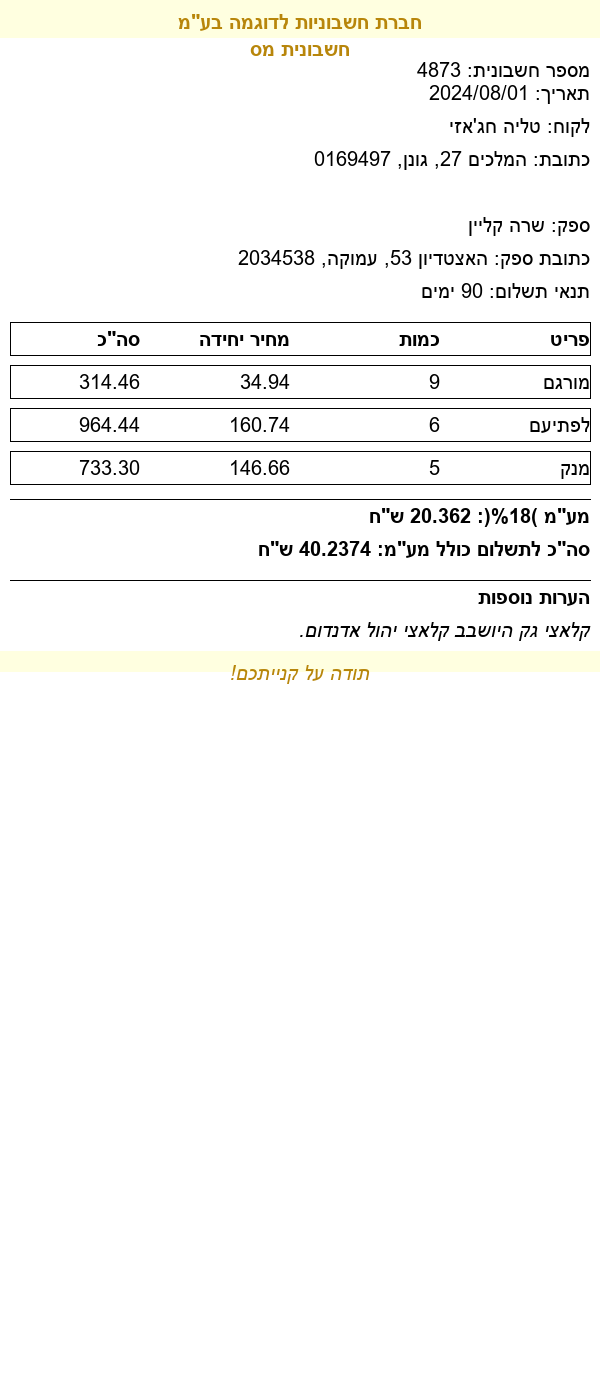 חברת חשבוניות לדוגמה בע"מ
חשבונית מס
מספר חשבונית: 4873
תאריך: 2024/08/01
לקוח: טליה חג'אזי
כתובת: המלכים 27, גונן, 0169497
ספק: שרה קליין
כתובת ספק: האצטדיון 53, עמוקה, 2034538
תנאי תשלום: 90 ימים
פריט כמות מחיר יחידה סה"כ
מורגם 9 34.94 314.46
לפתיעם 6 160.74 964.44
מנק 5 146.66 733.30
מע"מ )18%(: 20.362 ש"ח
סה"כ לתשלום כולל מע"מ: 40.2374 ש"ח
הערות נוספות
קלאצי גק היושבב קלאצי יהול אדנדום.
תודה על קנייתכם!